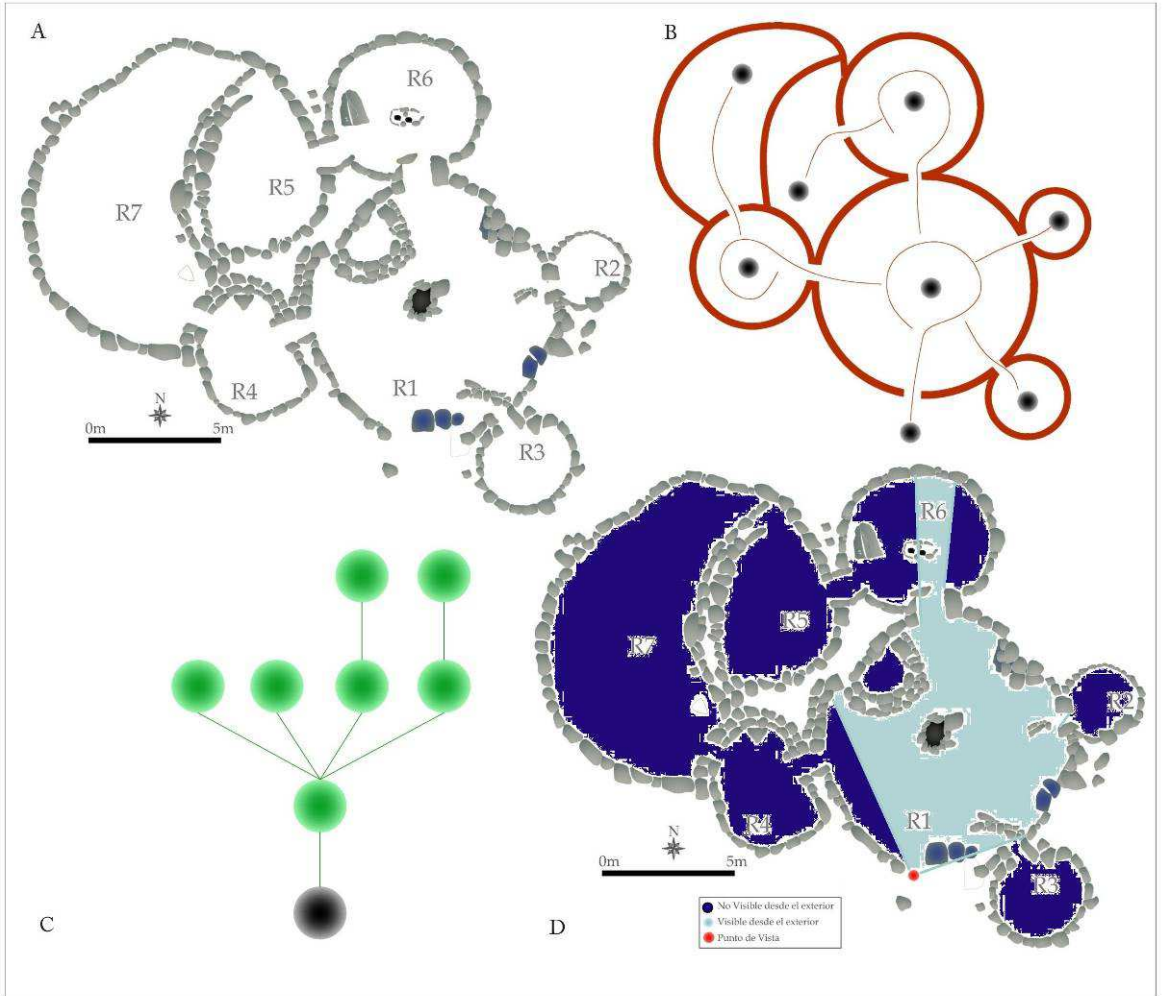 A
R6
R5
R7
R2
R4
R1
R3
N
0m 5m
B
C
D
R6
R5
R7
R2
R4
R1
R3
N
0m 5m
No Visible desde el exterior
Visible desde el exterior
Punto de Vista